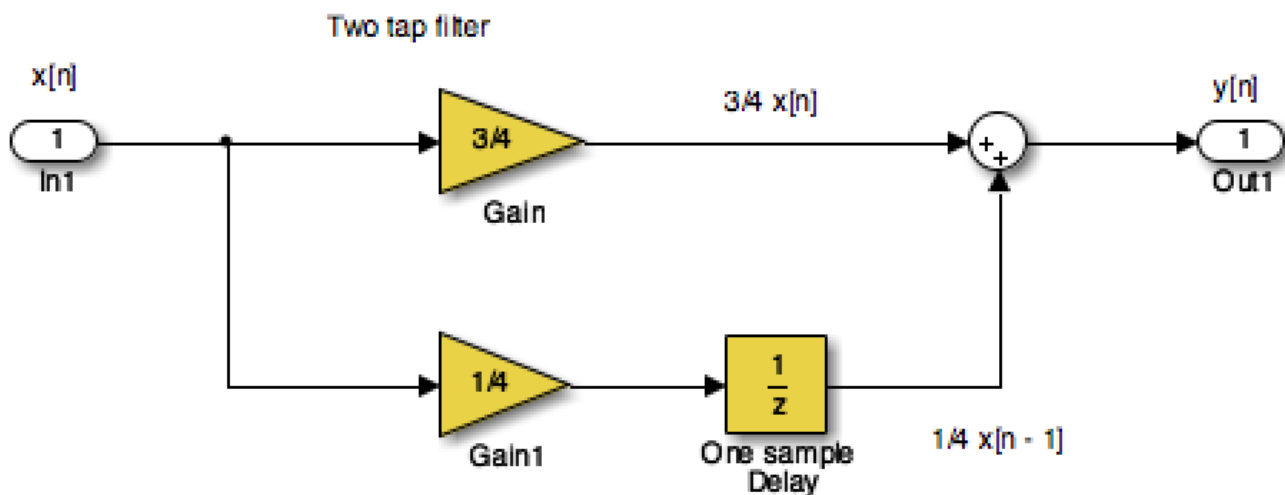 Two tap filter
x[n]
3/4 x[n]
y[n]
1
3/4
+
+
1
In1
Gain
Out1
1/4
1
z
Gain1
One sample
Delay
1/4 x[n - 1]